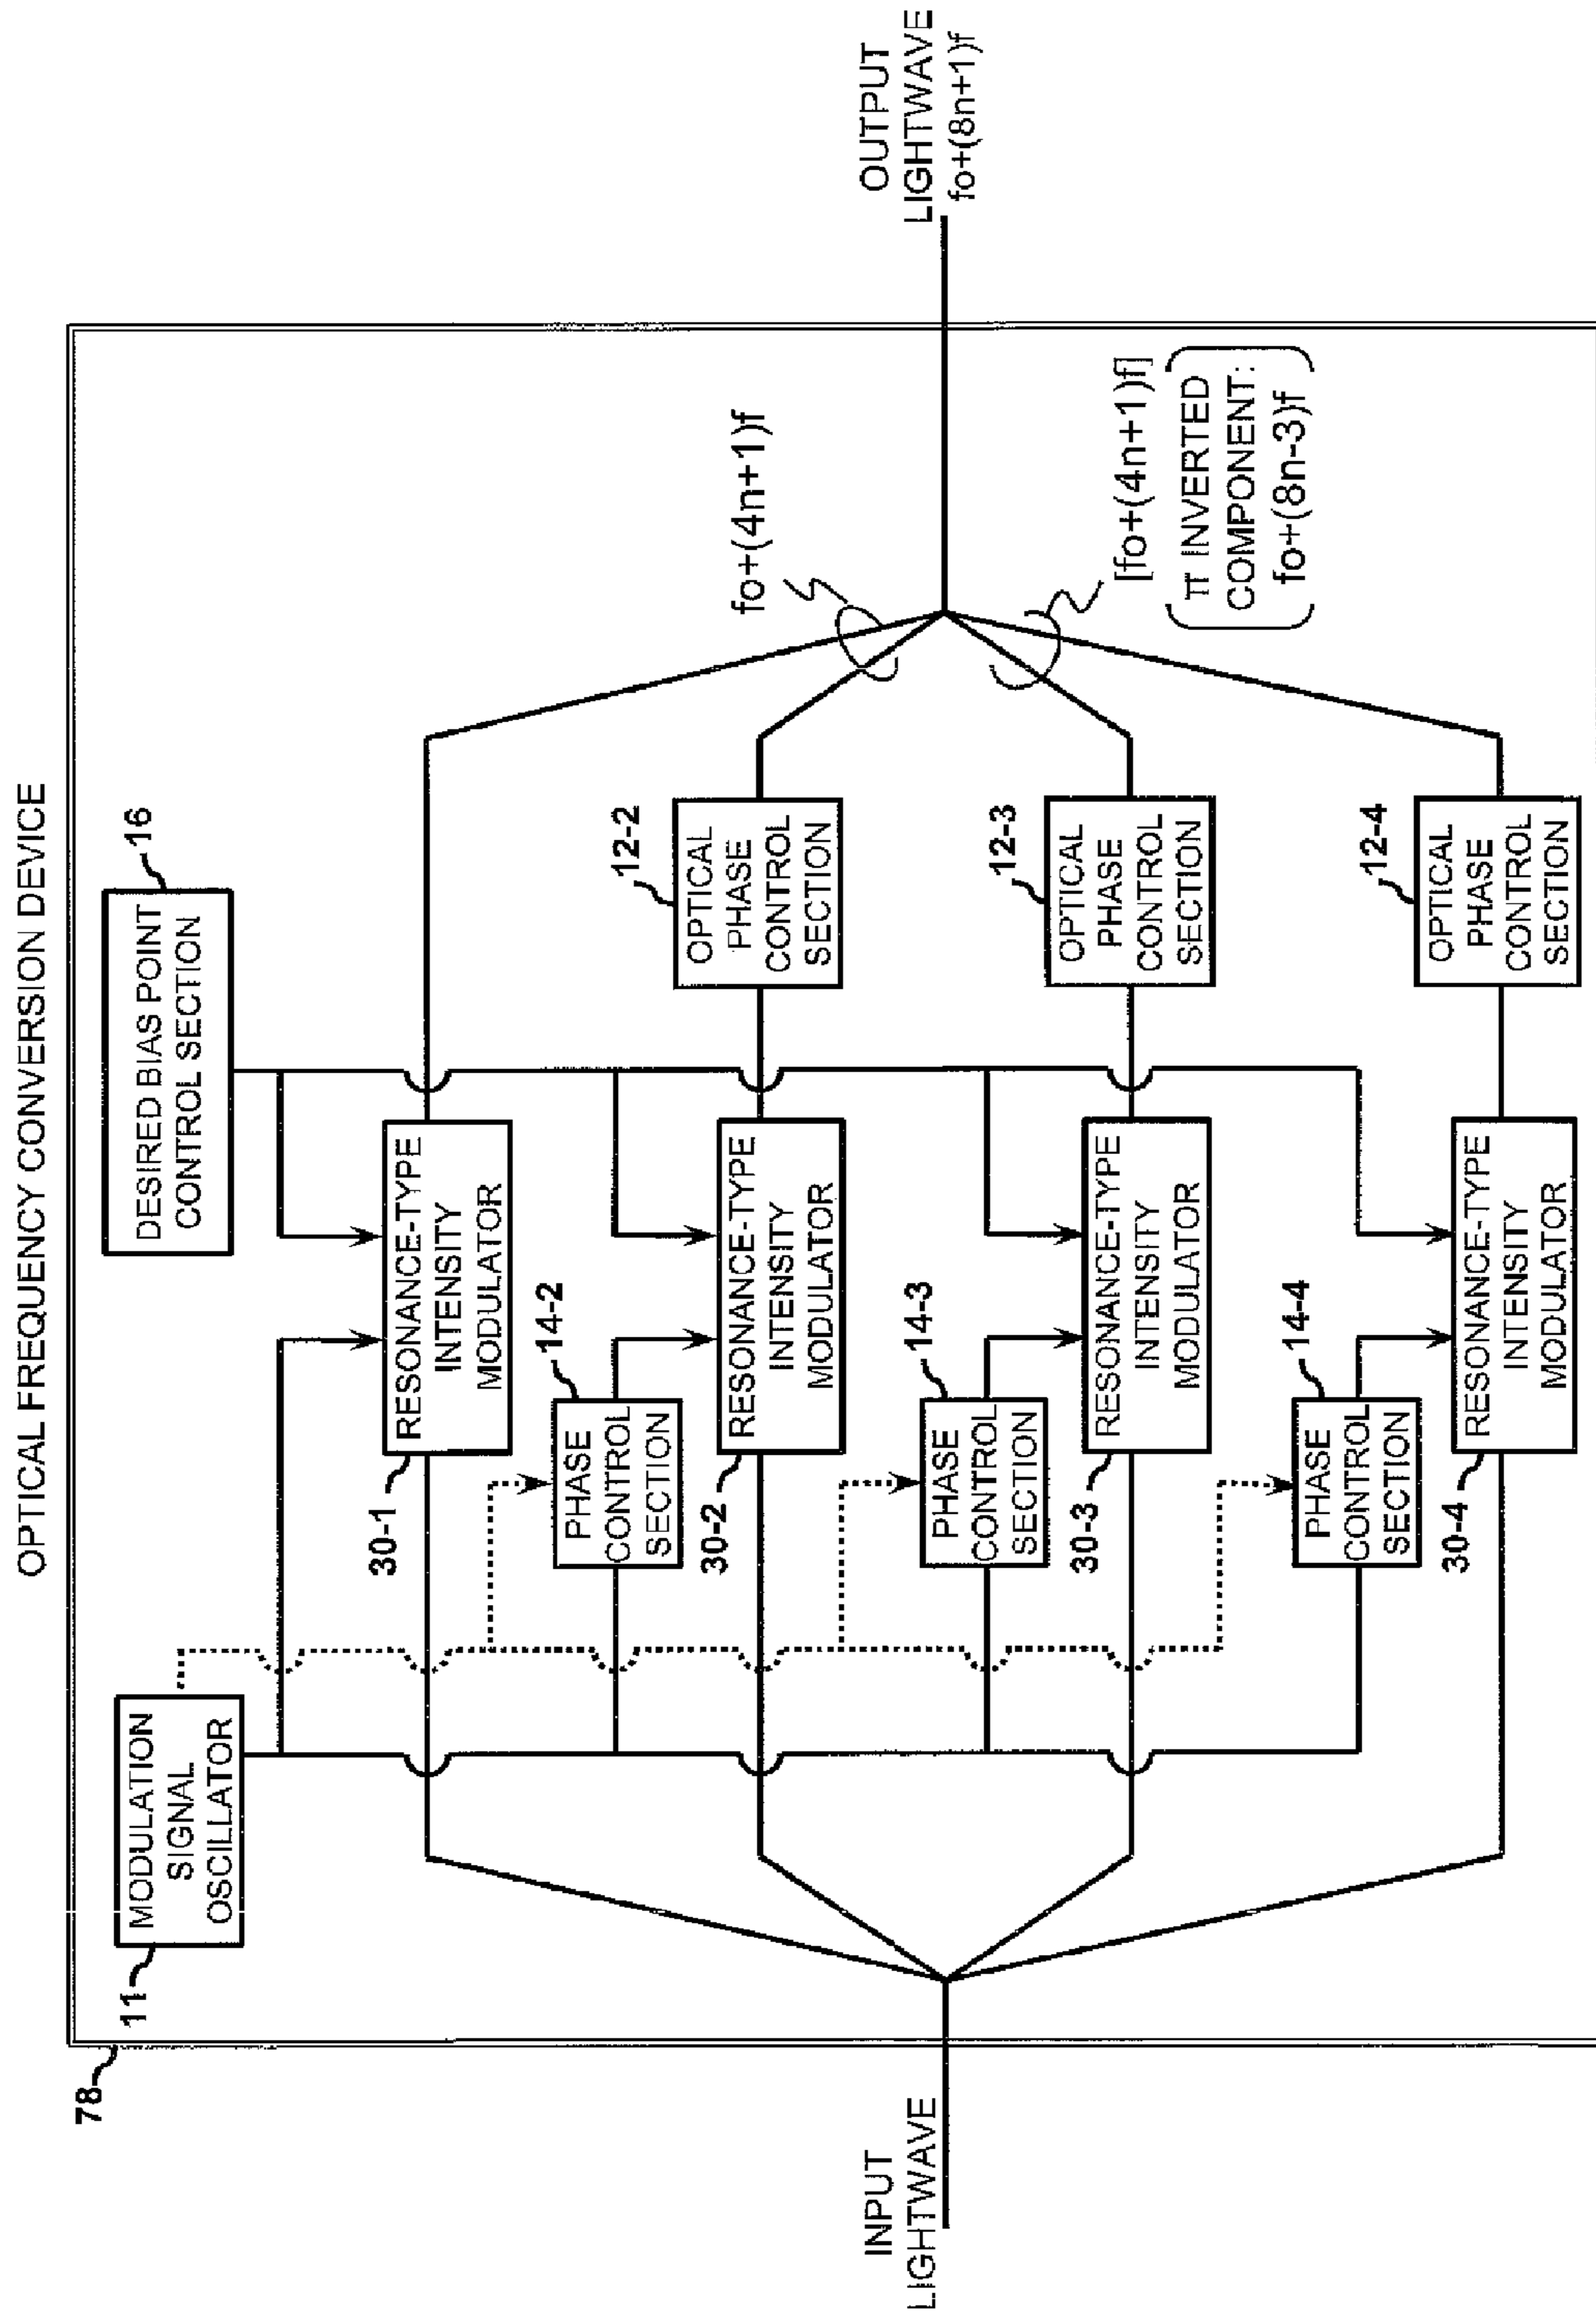 OPTICAL FREQUENCY CONVERSION DEVICE
78
11
MODULATION
SIGNAL
OSCILLATOR
16
DESIRED BIAS POINT
CONTROL SECTION
30-1
RESONANCE-TYPE
INTENSITY
MODULATOR
14-2
PHASE
CONTROL
SECTION
30-2
RESONANCE-TYPE
INTENSITY
MODULATOR
12-2
OPTICAL
PHASE
CONTROL
SECTION
14-3
PHASE
CONTROL
SECTION
30-3
RESONANCE-TYPE
INTENSITY
MODULATOR
12-3
OPTICAL
PHASE
CONTROL
SECTION
14-4
PHASE
CONTROL
SECTION
30-4
RESONANCE-TYPE
INTENSITY
MODULATOR
12-4
OPTICAL
PHASE
CONTROL
SECTION
INPUT
LIGHTWAVE
fo+(4n+1)f
[fo+(4n+1)f]
π INVERTED
COMPONENT:
fo+(8n-3)f
OUTPUT
LIGHTWAVE
fo+(8n+1)f